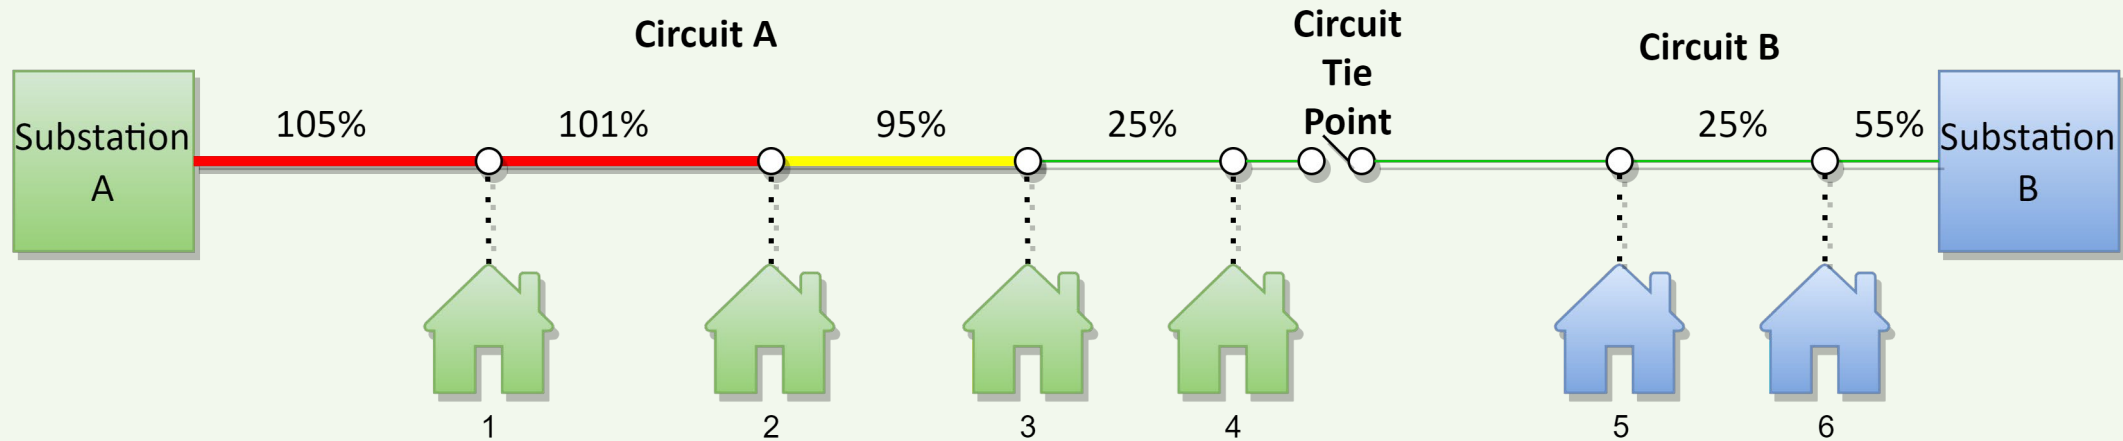 Circuit A
Circuit
Tie
Point
Circuit B
Substation
A
105%
101%
95%
25%
25%
55%
Substation
B
1
2
3
4
5
6